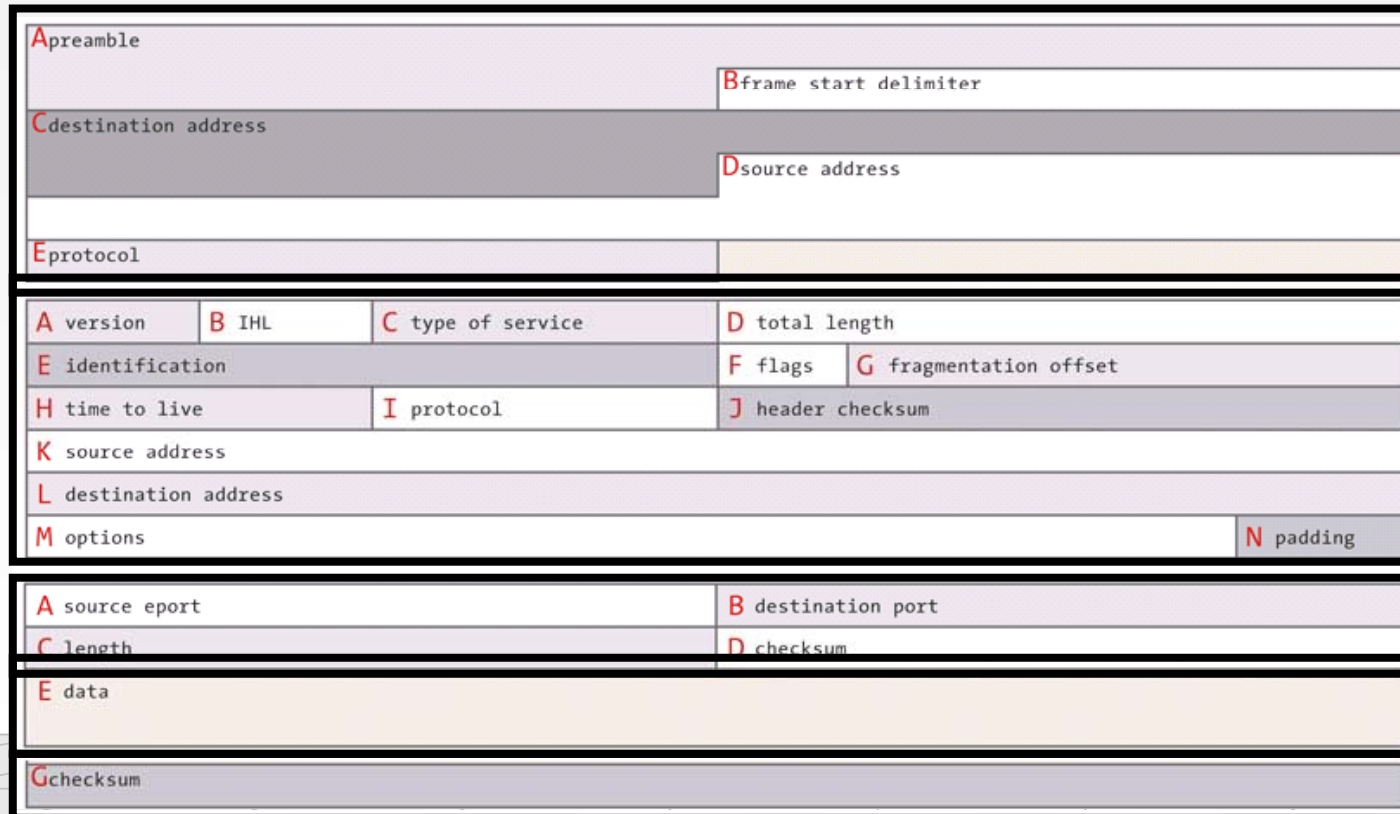 Apreamble
Bframe start delimiter
Cdestination address
Dsource address
Eprotocol
A version B IHL C type of service D total length
E identification F flags G fragmentation offset
H time to live I protocol J header checksum
K source address
L destination address
M options N padding
A source eport B destination port
C length D checksum
E data
Gchecksum